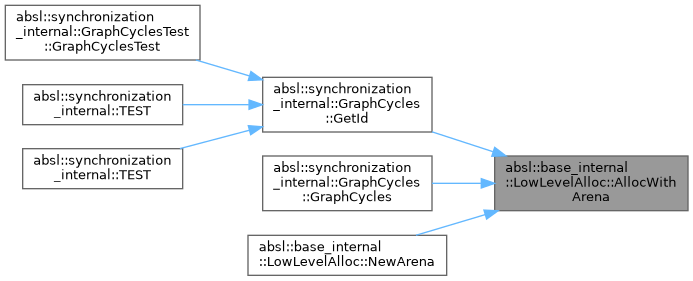 absl::synchronization
_internal::GraphCyclesTest
::GraphCyclesTest
absl::synchronization
_internal::TEST
absl::synchronization
_internal::TEST
absl::synchronization
_internal::GraphCycles
::GetId
absl::synchronization
_internal::GraphCycles
::GraphCycles
absl::base_internal
::LowLevelAlloc::NewArena
absl::base_internal
::LowLevelAlloc::AllocWith
Arena